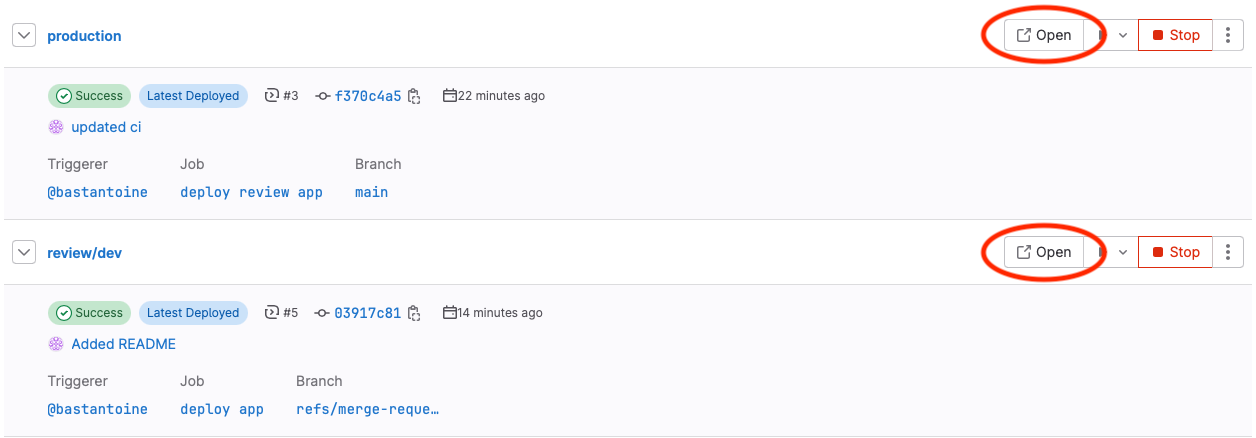 production Open Stop
Success Latest Deployed #3 f370c4a5 22 minutes ago
updated ci
Triggerer Job Branch
@bastantoine deploy review app main
review/dev Open Stop
Success Latest Deployed #5 03917c81 14 minutes ago
Added README
Triggerer Job Branch
@bastantoine deploy app refs/merge-reque…